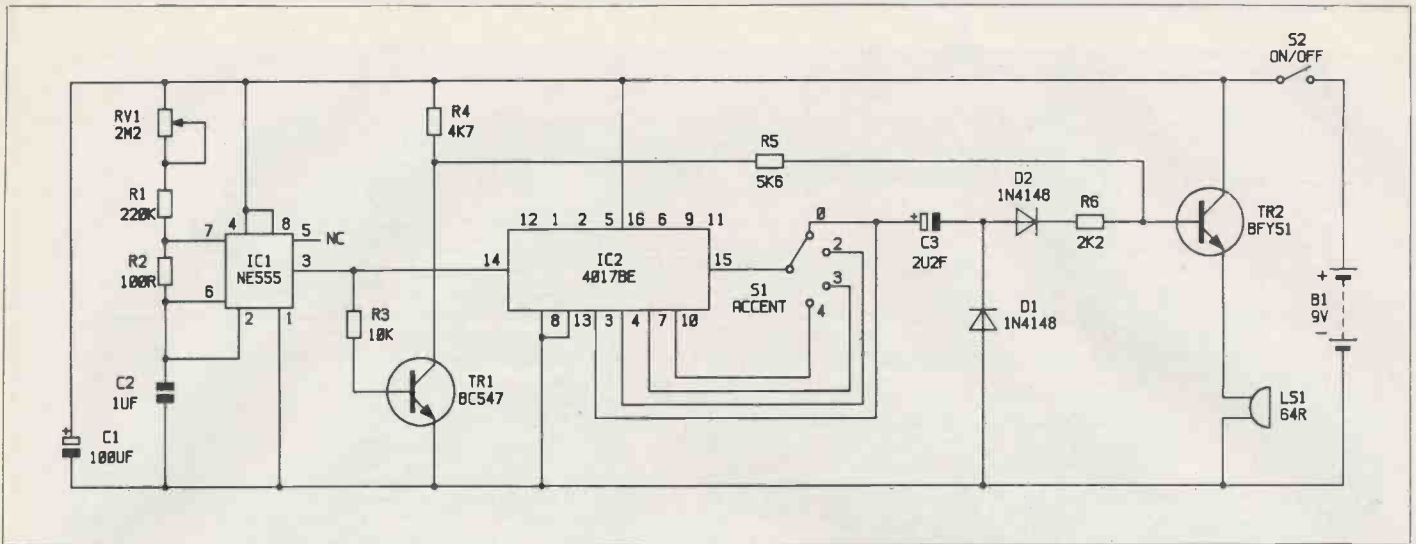 S2
ON/OFF
RV1
2M2
R4
4K7
R5
5K6
D2
1N4148
R6
2K2
TR2
BFY51
R1
220K
4 8 5 NC
7
IC1
NE555
3
R2
100R
6
2 1
12 1 2 5 16 6 9 11
14
IC2
4017BE
15
8 13 3 4 7 10
0
2
3
4
S1
ACCENT
+
C3
2U2F
R3
10K
D1
1N4148
+
B1
9V
−
C2
1UF
TR1
BC547
LS1
64R
+
C1
100UF